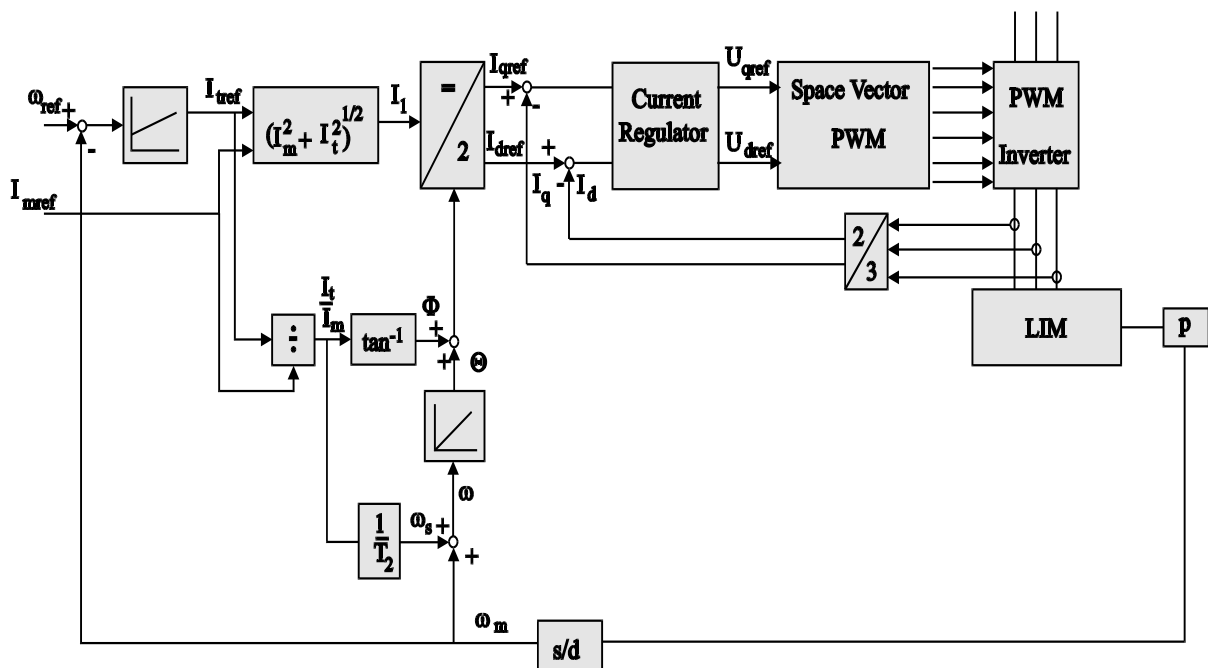 ω_ref + -
I_tref
(I_m^2 + I_t^2)^1/2
I_1
=
2
I_qref
+ -
I_dref
+
I_q - I_d
Current
Regulator
U_qref
U_dref
Space Vector
PWM
PWM
Inverter
I_mref
2
3
LIM
p
÷
I_t
I_m
tan^-1
Φ
+
+
Θ
ω
1
T_2
ω_s +
+
ω_m
s/d